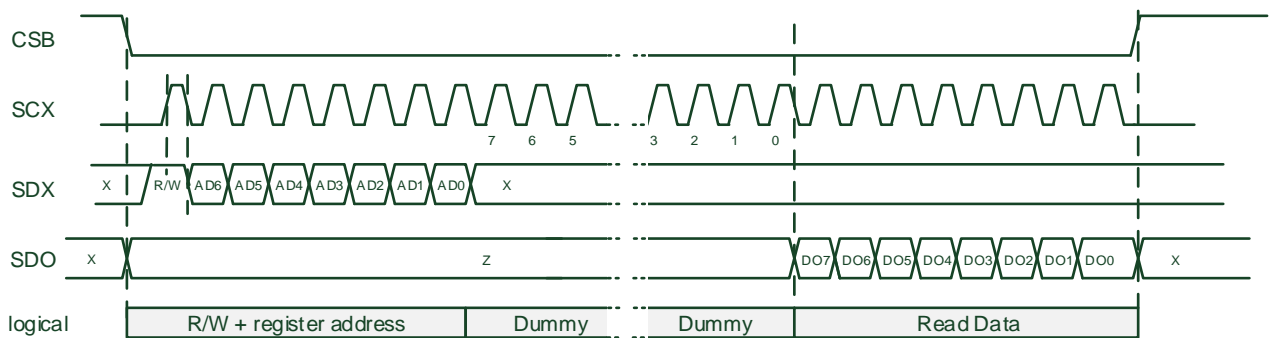 CSB
SCX
7 6 5 3 2 1 0
SDX X R/W AD6 AD5 AD4 AD3 AD2 AD1 AD0 X
SDO X Z DO7 DO6 DO5 DO4 DO3 DO2 DO1 DO0 X
logical R/W + register address Dummy Dummy Read Data